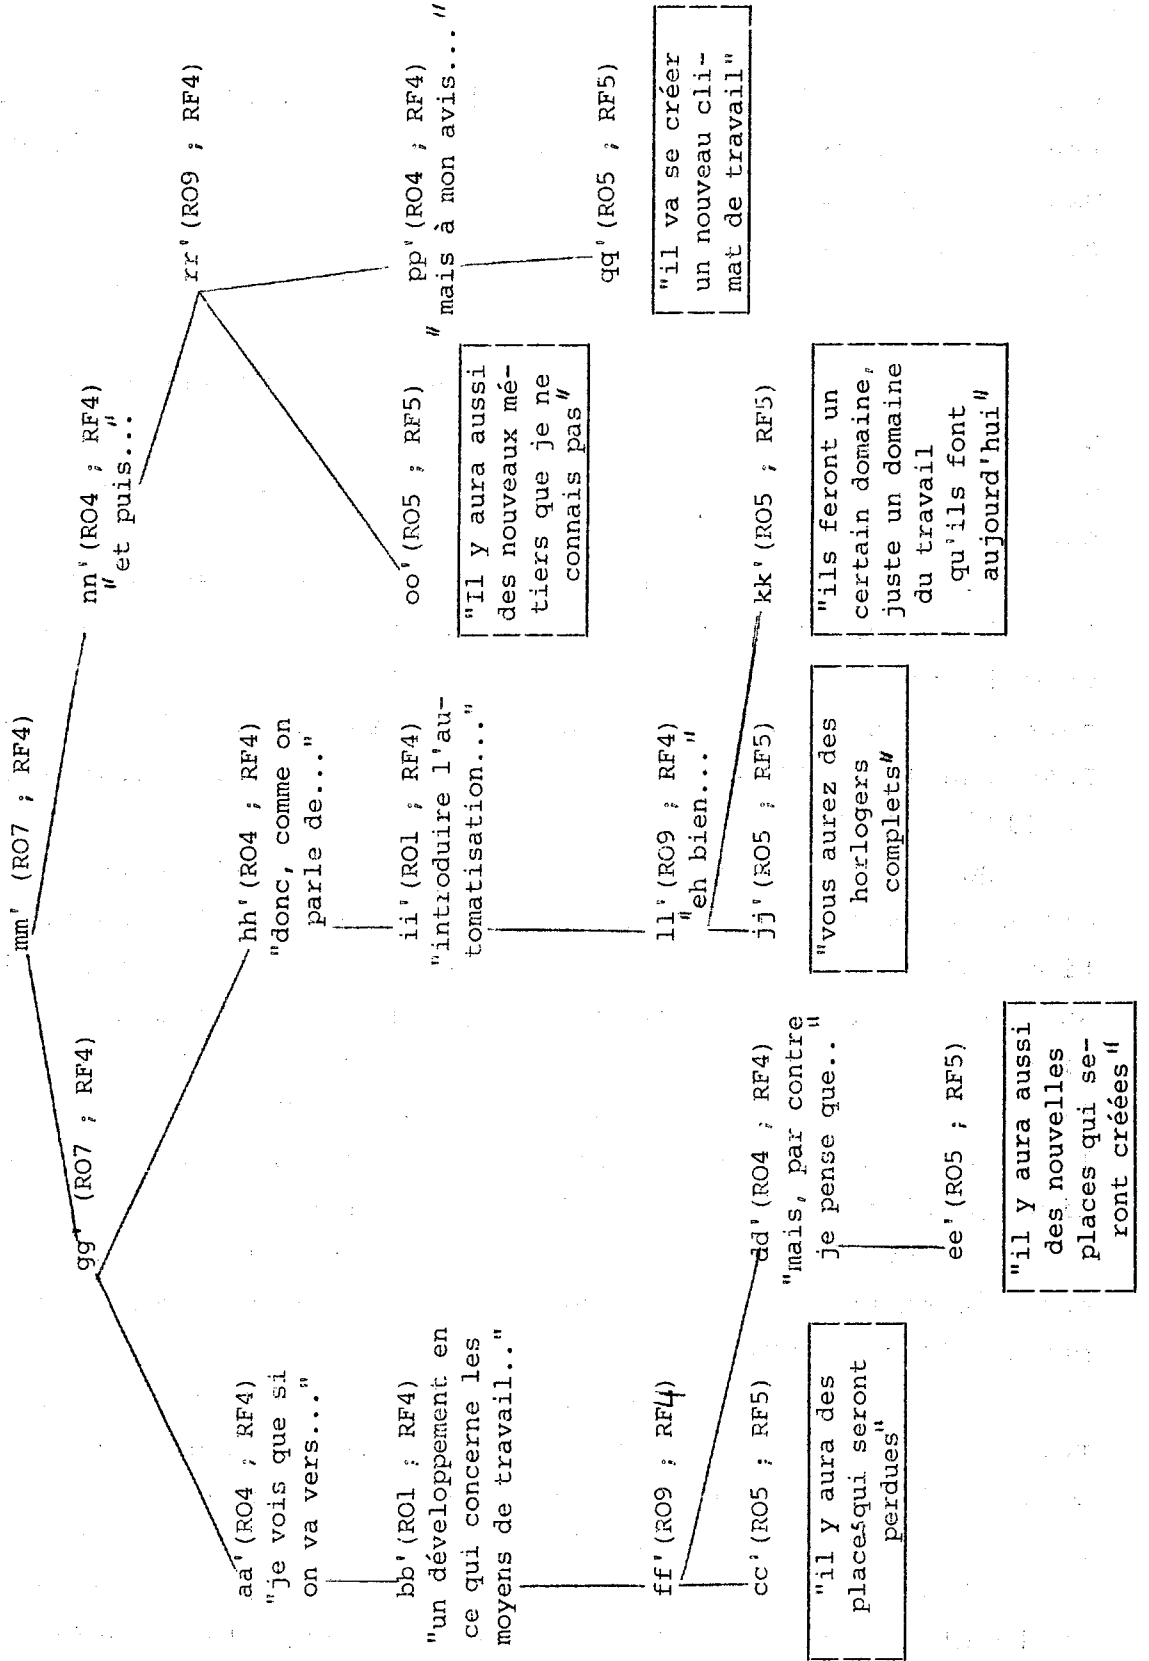 mm' (RO7 ; RF4)
gg' (RO7 ; RF4)
nn'(RO4 ; RF4)
"et puis..."
rr'(RO9 ; RF4)
aa'(RO4 ; RF4)
"je vois que si
on va vers..."
hh'(RO4 ; RF4)
"donc, comme on
parle de..."
bb'(RO1 ; RF4)
"un développement en
ce qui concerne les
moyens de travail.."
ii'(RO1 ; RF4)
"introduire l'au-
tomatisation..."
oo'(RO5 ; RF5)
"Il y aura aussi
des nouveaux mé-
tiers que je ne
connais pas"
pp'(RO4 ; RF4)
"mais à mon avis..."
qq'(RO5 ; RF5)
"il va se créer
un nouveau cli-
mat de travail"
ff'(RO9 ; RF4)
cc'(RO5 ; RF5)
"il y aura des
places qui seront
perdues"
dd'(RO4 ; RF4)
"mais, par contre
je pense que.."
ee'(RO5 ; RF5)
"il y aura aussi
des nouvelles
places qui se-
ront créées"
ll'(RO9 ; RF4)
"eh bien..."
jj'(RO5 ; RF5)
"vous aurez des
horlogers
complets"
kk'(RO5 ; RF5)
"ils feront un
certain domaine,
juste un domaine
du travail
qu'ils font
aujourd'hui"